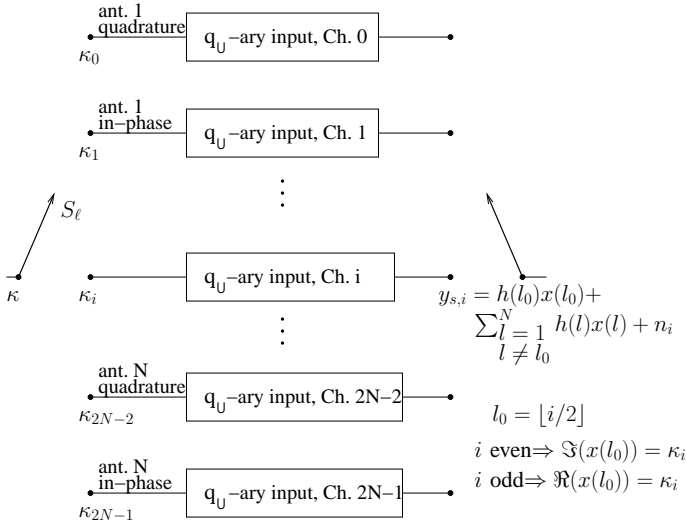 ant. 1
quadrature
q_U−ary input, Ch. 0
κ_0
ant. 1
in−phase
q_U−ary input, Ch. 1
κ_1
S_ℓ
q_U−ary input, Ch. i
κ
κ_i
y_{s,i} = h(l_0)x(l_0)+
∑_{l = 1, l ≠ l_0}^{N} h(l)x(l) + n_i
ant. N
quadrature
q_U−ary input, Ch. 2N−2
κ_{2N−2}
l_0 = ⌊i/2⌋
i even⇒ ℑ(x(l_0)) = κ_i
ant. N
in−phase
q_U−ary input, Ch. 2N−1
i odd⇒ ℜ(x(l_0)) = κ_i
κ_{2N−1}